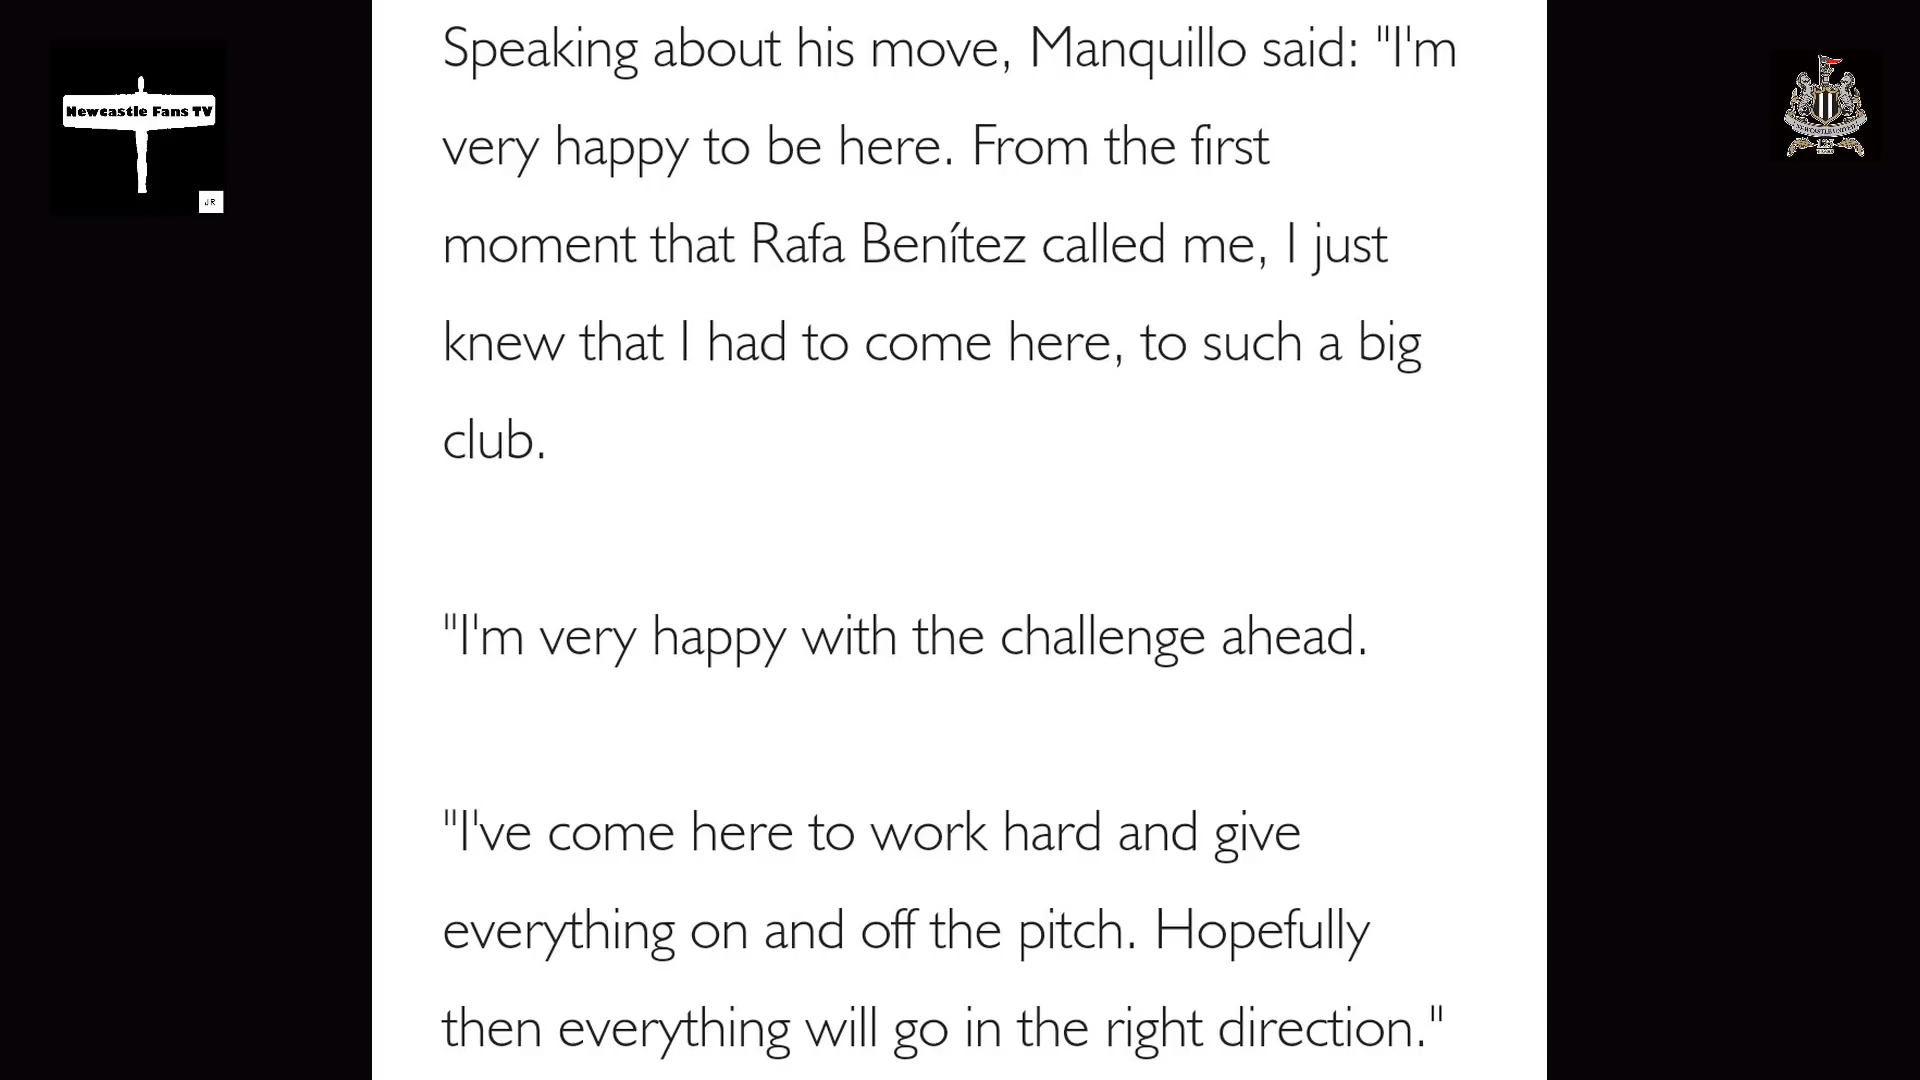 Newcastle Fans TV
JR
Speaking about his move, Manquillo said: "I'm
very happy to be here. From the first
moment that Rafa Benítez called me, I just
knew that I had to come here, to such a big
club.
"I'm very happy with the challenge ahead.
"I've come here to work hard and give
everything on and off the pitch. Hopefully
then everything will go in the right direction."
NEWCASTLE UNITED